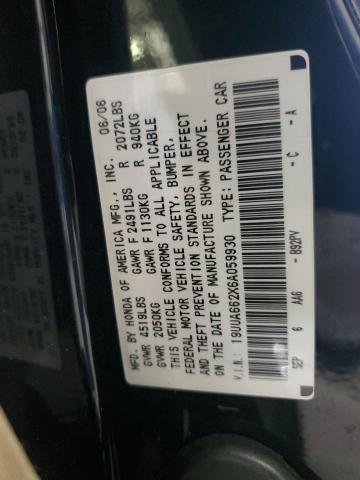 MFD. BY HONDA OF AMERICA MFG., INC. 06/06
GVWR 4519LBS GAWR F 2491LBS R 2072LBS
GVWR 2050KG GAWR F 1130KG R 940KG
THIS VEHICLE CONFORMS TO ALL APPLICABLE
FEDERAL MOTOR VEHICLE SAFETY, BUMPER,
AND THEFT PREVENTION STANDARDS IN EFFECT
ON THE DATE OF MANUFACTURE SHOWN ABOVE.
V.I.N.: 19UUA662X6A059930 TYPE: PASSENGER CAR
SEP 6 AA6 - B92PV - C - A